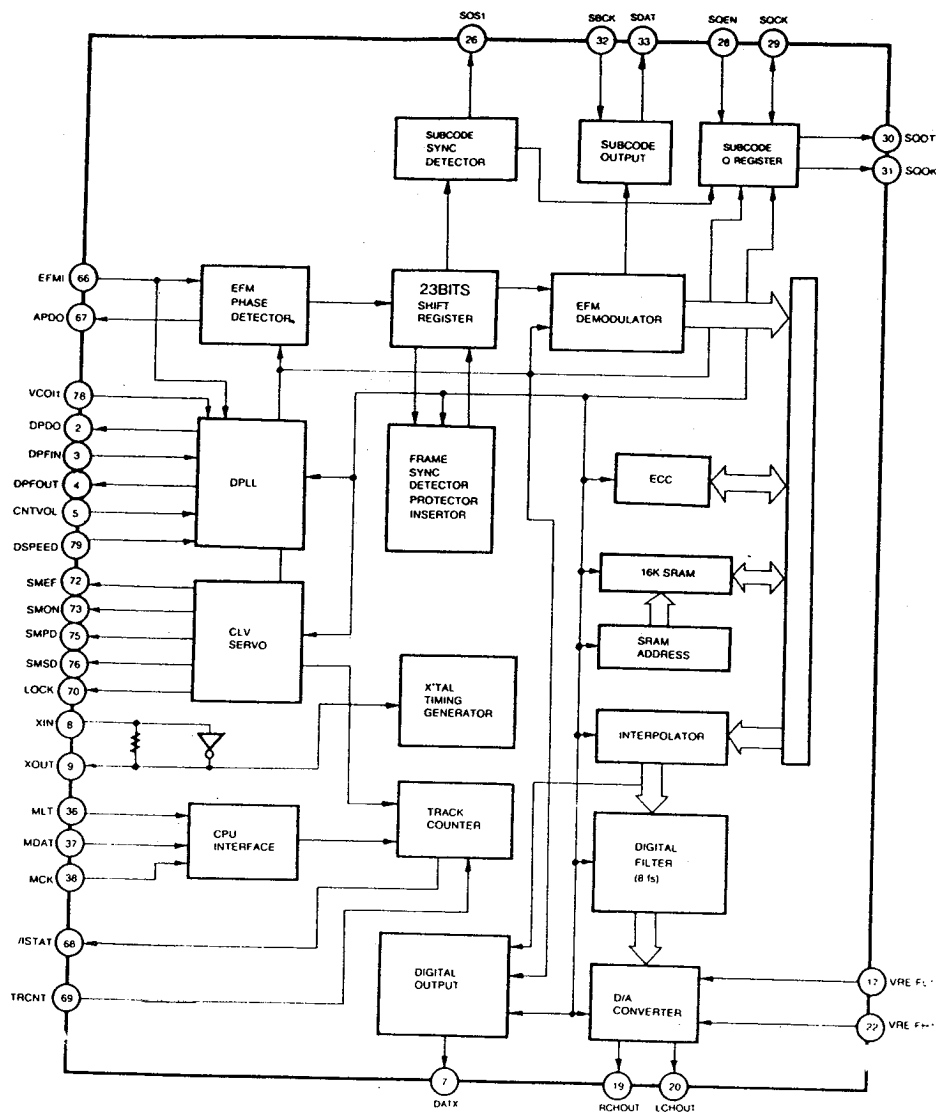 SOS1
SBCK
SDAT
SQEN
SQCK
26
32
33
28
29
SUBCODE
SYNC
DETECTOR
SUBCODE
OUTPUT
SUBCODE
Q REGISTER
30
SQDT
31
SQOK
EFMI
66
APDO
67
EFM
PHASE
DETECTOR
23BITS
SHIFT
REGISTER
EFM
DEMODULATOR
VCOI1
78
DPDO
2
DPFIN
3
DPFOUT
4
CNTVOL
5
DSPEED
79
DPLL
FRAME
SYNC
DETECTOR
PROTECTOR
INSERTOR
ECC
SMEF
72
SMON
73
SMPD
75
SMSD
76
LOCK
70
CLV
SERVO
16K SRAM
SRAM
ADDRESS
XIN
8
XOUT
9
X'TAL
TIMING
GENERATOR
INTERPOLATOR
MLT
36
MDAT
37
MCK
38
CPU
INTERFACE
TRACK
COUNTER
DIGITAL
FILTER
(8 fs)
/ISTAT
68
TRCNT
69
DIGITAL
OUTPUT
D/A
CONVERTER
22
7
19
20
DATX
RCHOUT
LCHOUT